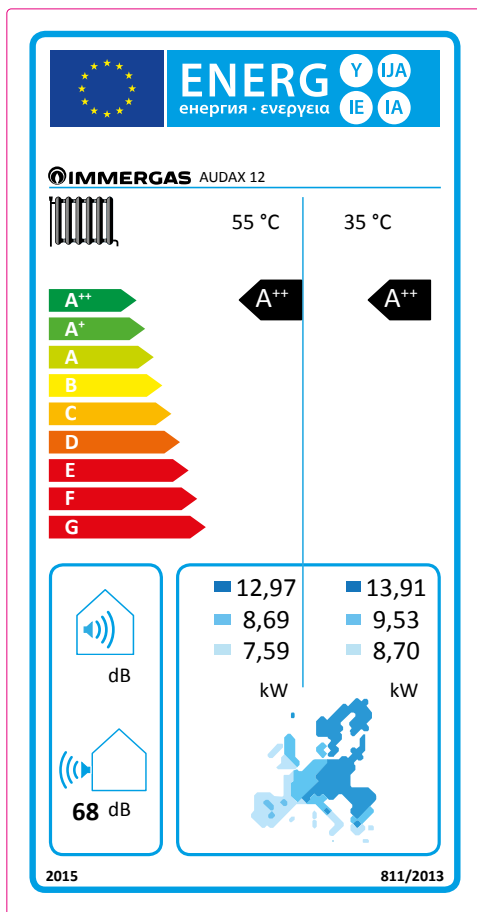 ENERG Y IJA
енергия · ενεργεια IE IA
IMMERGAS AUDAX 12
55 °C 35 °C
A++ A++ A++
A+
A
B
C
D
E
F
G
12,97 13,91
8,69 9,53
7,59 8,70
kW kW
dB
68 dB
2015 811/2013